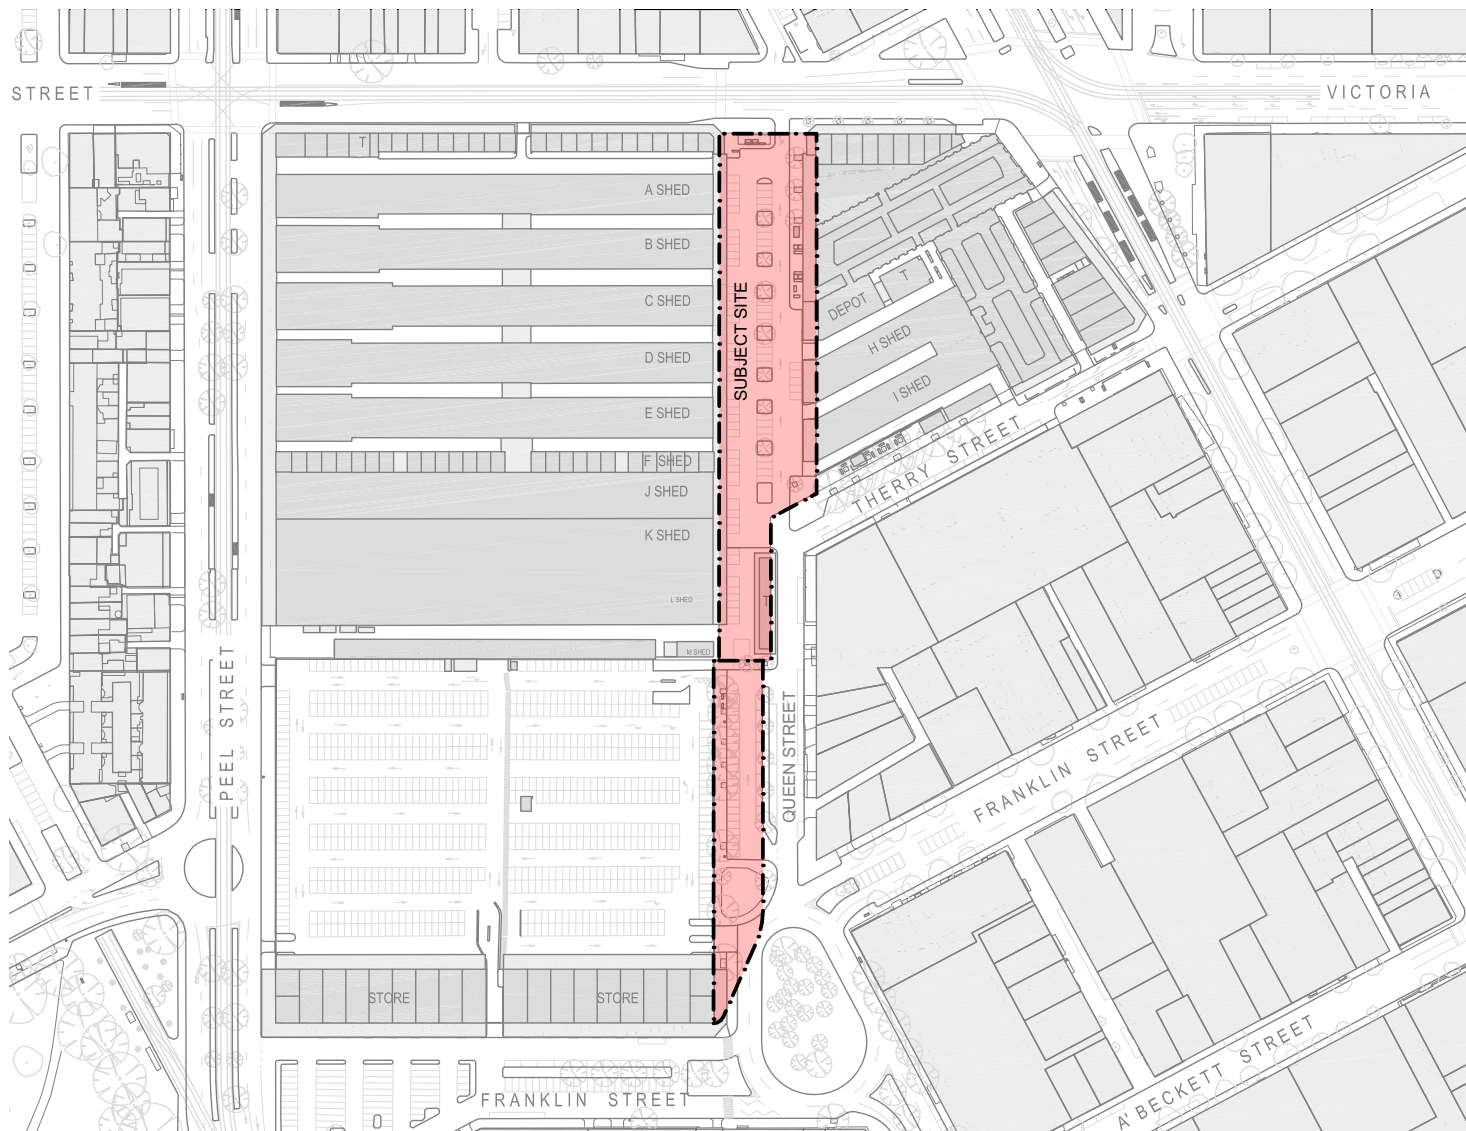 STREET
VICTORIA
T
A SHED
B SHED
C SHED
D SHED
E SHED
F SHED
J SHED
K SHED
L SHED
M SHED
SUBJECT SITE
DEPOT
T
H SHED
I SHED
THERRY STREET
T
PEEL STREET
QUEEN STREET
FRANKLIN STREET
STORE
STORE
FRANKLIN STREET
A'BECKETT STREET